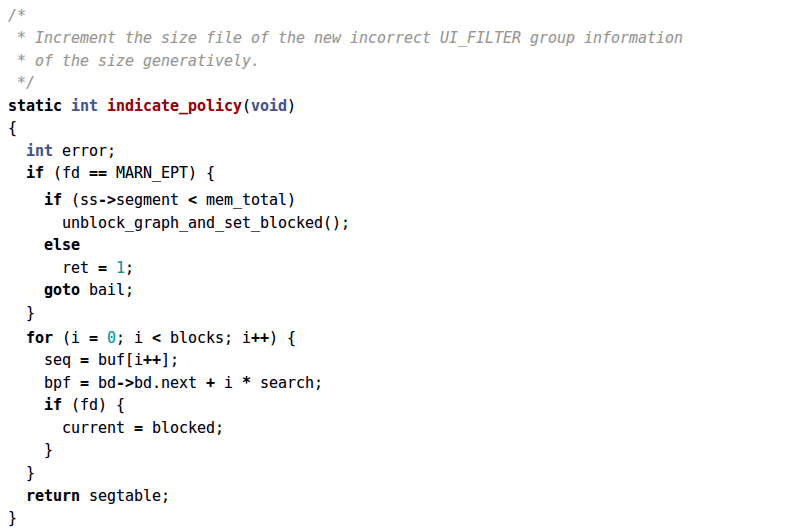 /*
 * Increment the size file of the new incorrect UI_FILTER group information
 * of the size generatively.
 */
static int indicate_policy(void)
{
  int error;
  if (fd == MARN_EPT) {
    if (ss->segment < mem_total)
      unblock_graph_and_set_blocked();
    else
      ret = 1;
    goto bail;
  }
  for (i = 0; i < blocks; i++) {
    seq = buf[i++];
    bpf = bd->bd.next + i * search;
    if (fd) {
      current = blocked;
    }
  }
  return segtable;
}